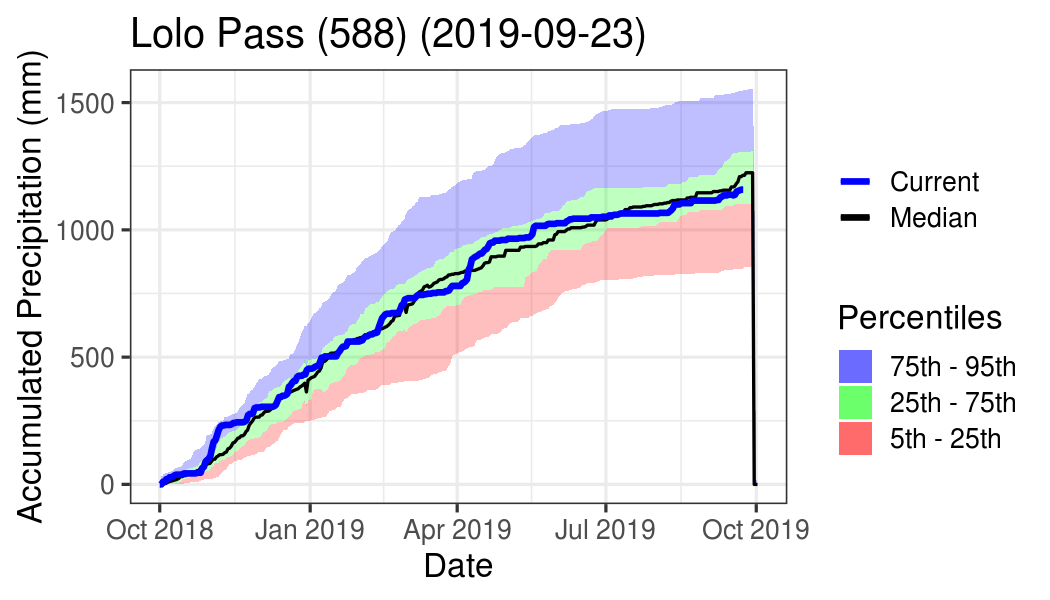 Lolo Pass (588) (2019-09-23)
Accumulated Precipitation (mm)
1500
1000
500
0
Oct 2018
Jan 2019
Apr 2019
Jul 2019
Oct 2019
Date
Current
Median
Percentiles
75th - 95th
25th - 75th
5th - 25th